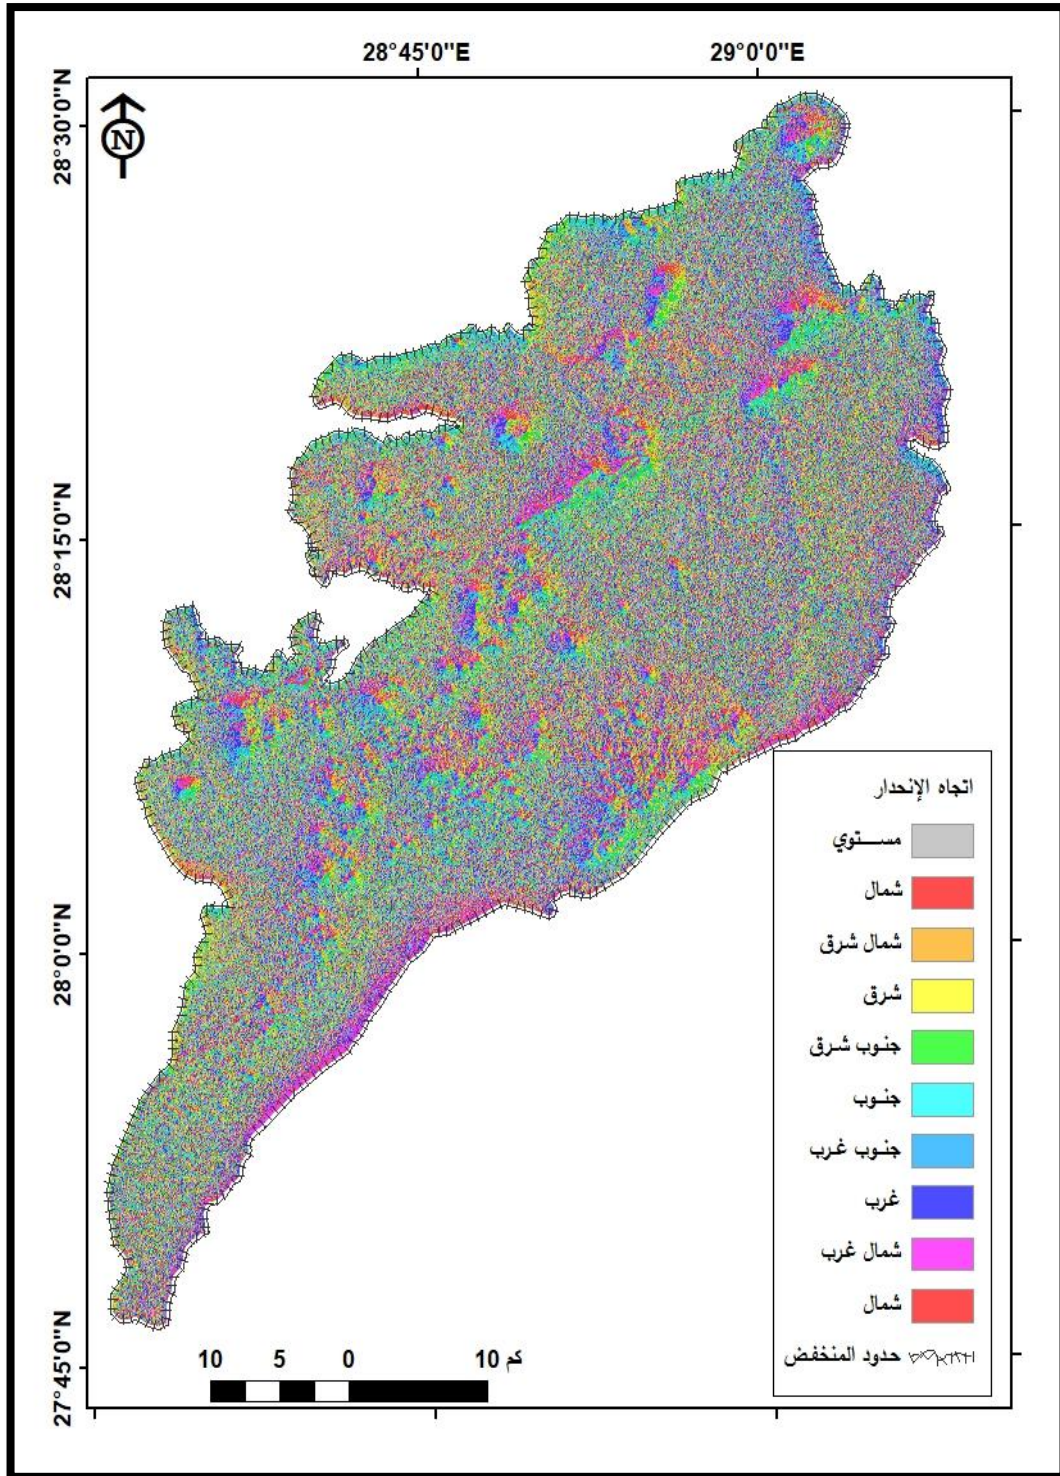 28°45'0"E
29°0'0"E
N
28°30'0"N
28°15'0"N
28°0'0"N
27°45'0"N
اتجاه الإنحدار
مستوي
شمال
شمال شرق
شرق
جنوب شرق
جنوب
جنوب غرب
غرب
شمال غرب
شمال
حدود المنخفض
10 5 0 10 كم